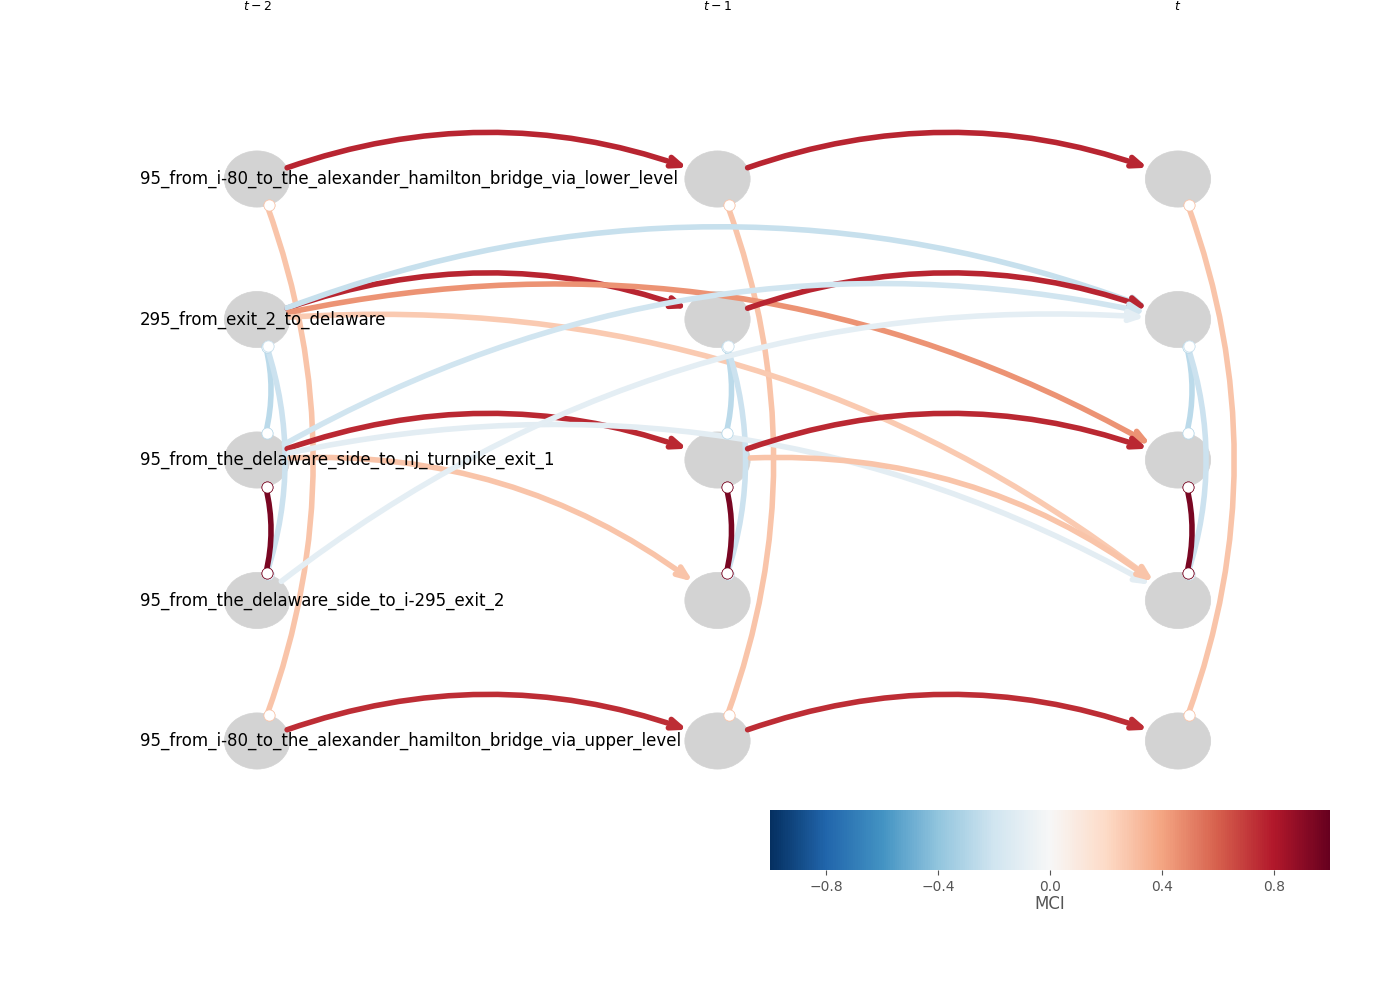 t − 2 t − 1 t
95_from_i-80_to_the_alexander_hamilton_bridge_via_lower_level
295_from_exit_2_to_delaware
95_from_the_delaware_side_to_nj_turnpike_exit_1
95_from_the_delaware_side_to_i-295_exit_2
95_from_i-80_to_the_alexander_hamilton_bridge_via_upper_level
−0.8 −0.4 0.0 0.4 0.8
MCI